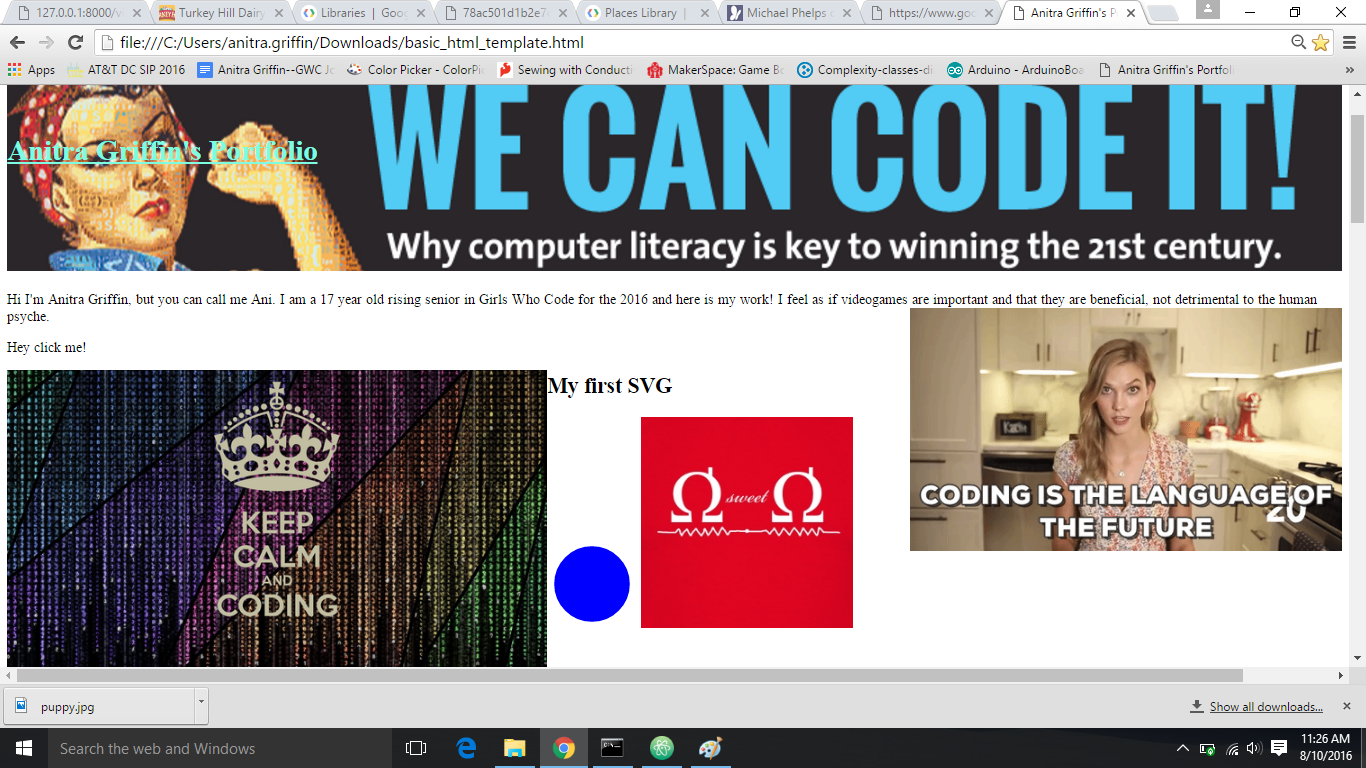 127.0.0.1:8000/v
Turkey Hill Dairy
Libraries | Goo
78ac501d1b2e7
Places Library |
Michael Phelps
https://www.goo
Anitra Griffin's P
file:///C:/Users/anitra.griffin/Downloads/basic_html_template.html
Apps
AT&T DC SIP 2016
Anitra Griffin--GWC Jo
Color Picker - ColorPic
Sewing with Conducti
MakerSpace: Game Bo
Complexity-classes-di
Arduino - ArduinoBoa
Anitra Griffin's Portfoli
»
WE CAN CODE IT!
Anitra Griffin's Portfolio
Why computer literacy is key to winning the 21st century.
Hi I'm Anitra Griffin, but you can call me Ani. I am a 17 year old rising senior in Girls Who Code for the 2016 and here is my work! I feel as if videogames are important and that they are beneficial, not detrimental to the human
psyche.
Hey click me!
KEEP
CALM
AND
CODING
My first SVG
Ω sweet Ω
CODING IS THE LANGUAGE OF
THE FUTURE
puppy.jpg
Show all downloads...
Search the web and Windows
11:26 AM
8/10/2016